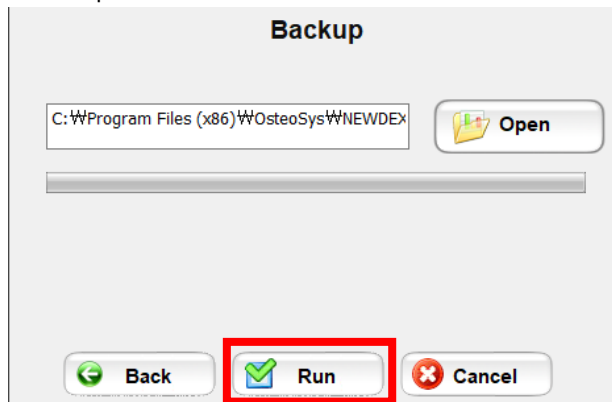 Backup
C:₩Program Files (x86)₩OsteoSys₩NEWDEX
Open
Back
Run
Cancel